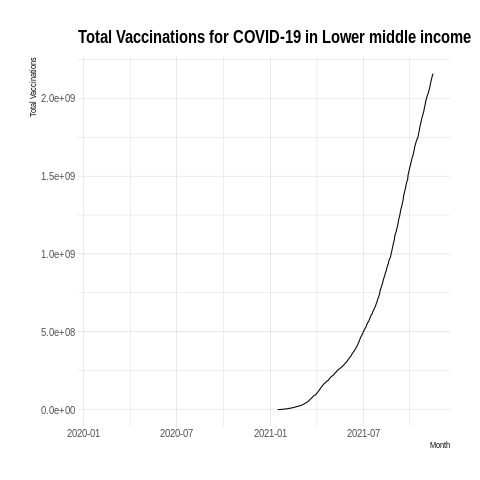 Total Vaccinations for COVID-19 in Lower middle income
Total Vaccinations
2.0e+09
1.5e+09
1.0e+09
5.0e+08
0.0e+00
2020-01 2020-07 2021-01 2021-07
Month